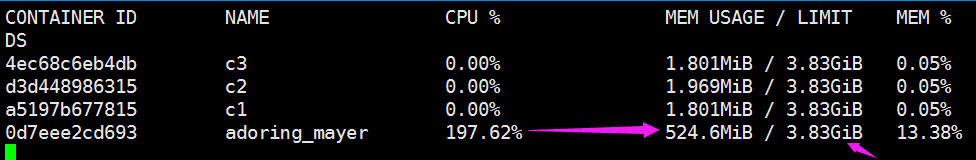 CONTAINER ID NAME CPU % MEM USAGE / LIMIT MEM %
DS
4ec68c6eb4db c3 0.00% 1.801MiB / 3.83GiB 0.05%
d3d448986315 c2 0.00% 1.969MiB / 3.83GiB 0.05%
a5197b677815 c1 0.00% 1.801MiB / 3.83GiB 0.05%
0d7eee2cd693 adoring_mayer 197.62% 524.6MiB / 3.83GiB 13.38%